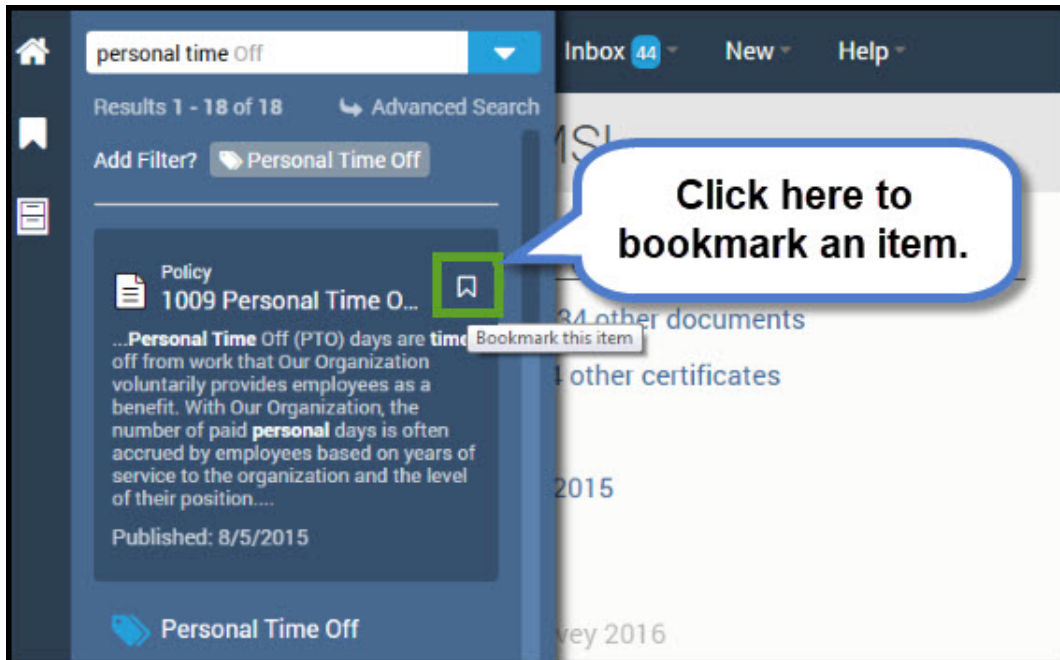 personal time Off
Inbox 44 New Help
Results 1 - 18 of 18 Advanced Search
Add Filter? Personal Time Off
Click here to
bookmark an item.
Policy
1009 Personal Time O...
Bookmark this item
...Personal Time Off (PTO) days are time
off from work that Our Organization
voluntarily provides employees as a
benefit. With Our Organization, the
number of paid personal days is often
accrued by employees based on years of
service to the organization and the level
of their position....
Published: 8/5/2015
Personal Time Off
34 other documents
other certificates
2015
2016